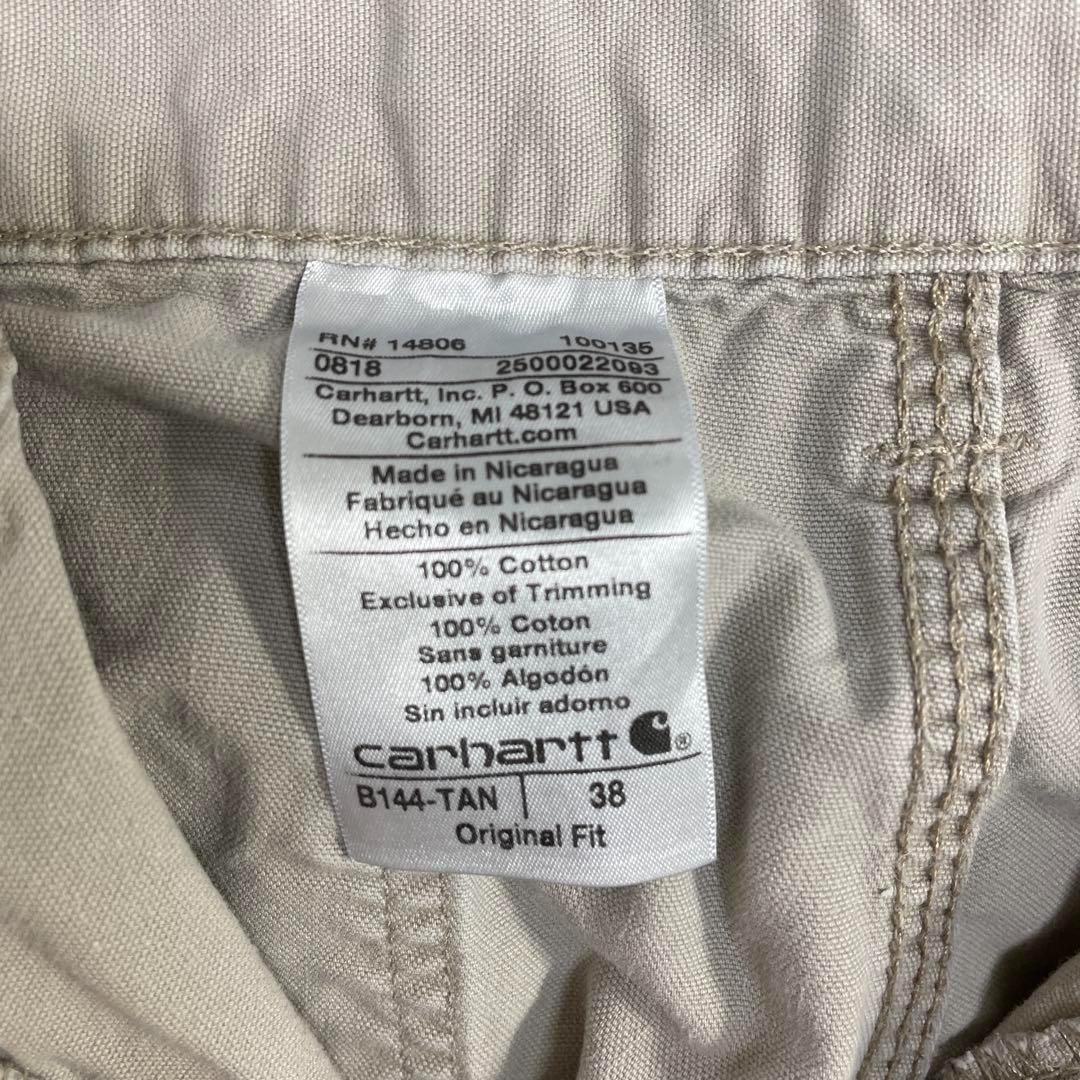 RN# 14806 100135
0818 2500022093
Carhartt, Inc. P. O. Box 600
Dearborn, MI 48121 USA
Carhartt.com
Made in Nicaragua
Fabriqué au Nicaragua
Hecho en Nicaragua
100% Cotton
Exclusive of Trimming
100% Coton
Sans garniture
100% Algodón
Sin incluir adorno
carhartt ®
B144-TAN 38
Original Fit